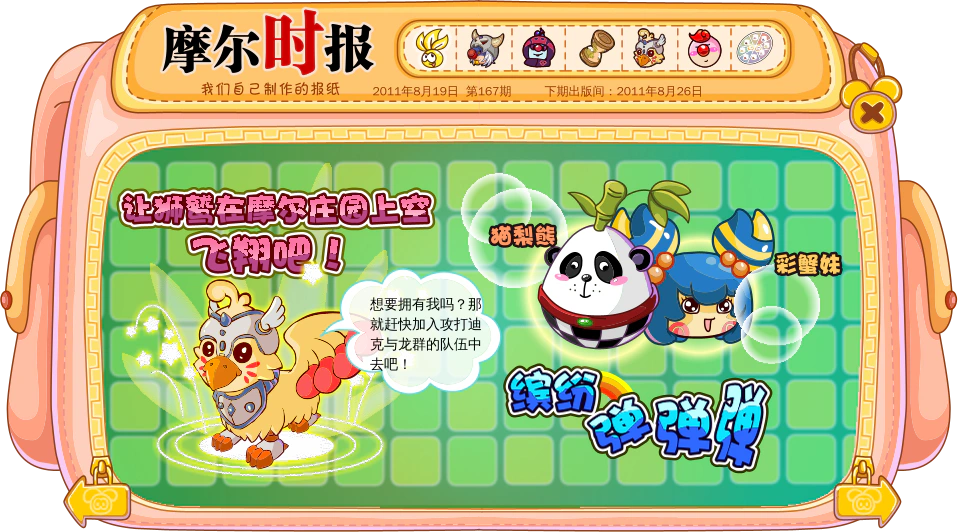 摩尔时报
我们自己制作的报纸
2011年8月19日 第167期
下期出版间：2011年8月26日
让狮鹫在摩尔庄园上空
飞翔吧！
想要拥有我吗？那
就赶快加入攻打迪
克与龙群的队伍中
去吧！
猫梨熊
彩蟹妹
缤纷
弹弹弹